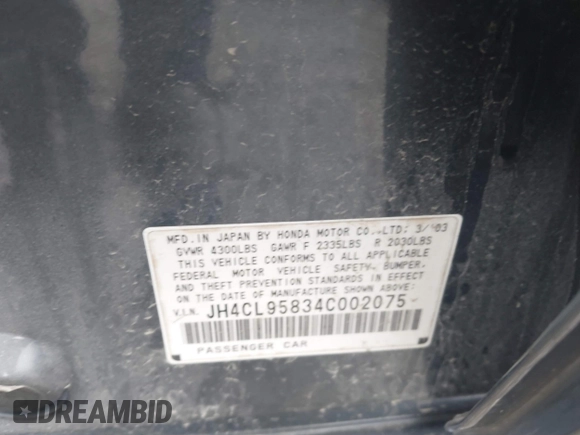 MFD. IN JAPAN BY HONDA MOTOR CO.,LTD: 3/'03
GVWR 4300LBS GAWR F 2335LBS R 2030LBS
THIS VEHICLE CONFORMS TO ALL APPLICABLE
FEDERAL MOTOR VEHICLE SAFETY, BUMPER,
AND THEFT PREVENTION STANDARDS IN EFFECT
ON THE DATE OF MANUFACTURE SHOWN ABOVE.
V.I.N. JH4CL95834C002075
PASSENGER CAR
DREAMBID